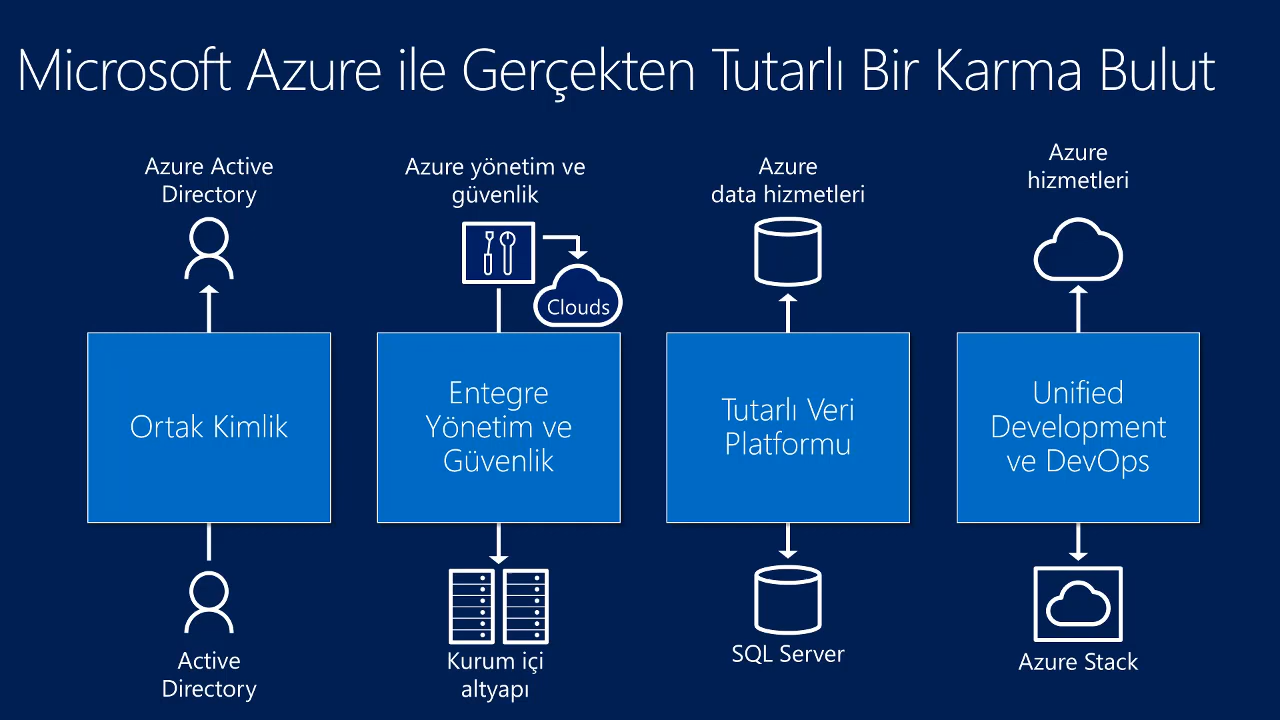 Microsoft Azure ile Gerçekten Tutarlı Bir Karma Bulut
Azure Active
Directory
Azure yönetim ve
güvenlik
Azure
data hizmetleri
Azure
hizmetleri
Clouds
Ortak Kimlik
Entegre
Yönetim ve
Güvenlik
Tutarlı Veri
Platformu
Unified
Development
ve DevOps
Active
Directory
Kurum içi
altyapı
SQL Server
Azure Stack